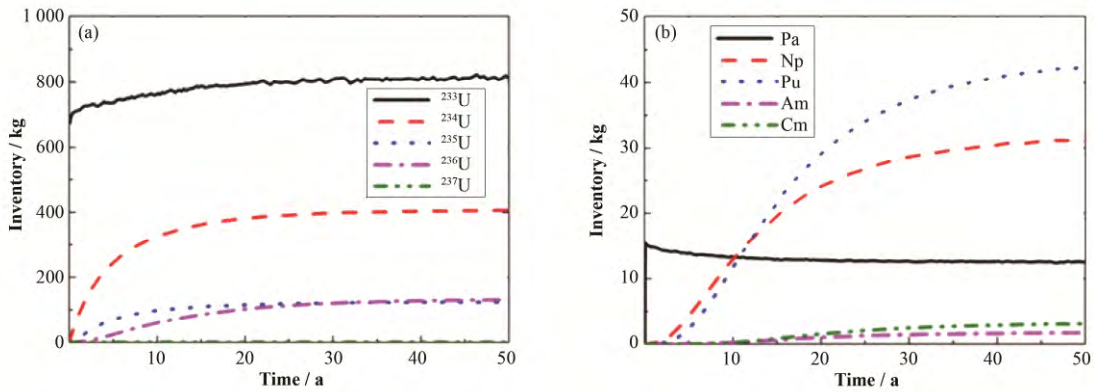 (a)
1 000
800
600
400
200
0
Inventory / kg
²³³U
²³⁴U
²³⁵U
²³⁶U
²³⁷U
10
20
30
40
50
Time / a
(b)
50
40
30
20
10
0
Inventory / kg
Pa
Np
Pu
Am
Cm
0
10
20
30
40
50
Time / a